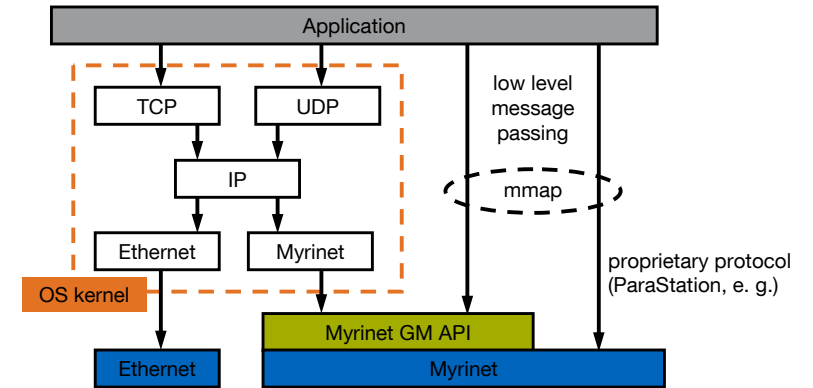 Application
TCP
UDP
low level
message
passing
IP
mmap
Ethernet
Myrinet
proprietary protocol
(ParaStation, e. g.)
OS kernel
Myrinet GM API
Ethernet
Myrinet